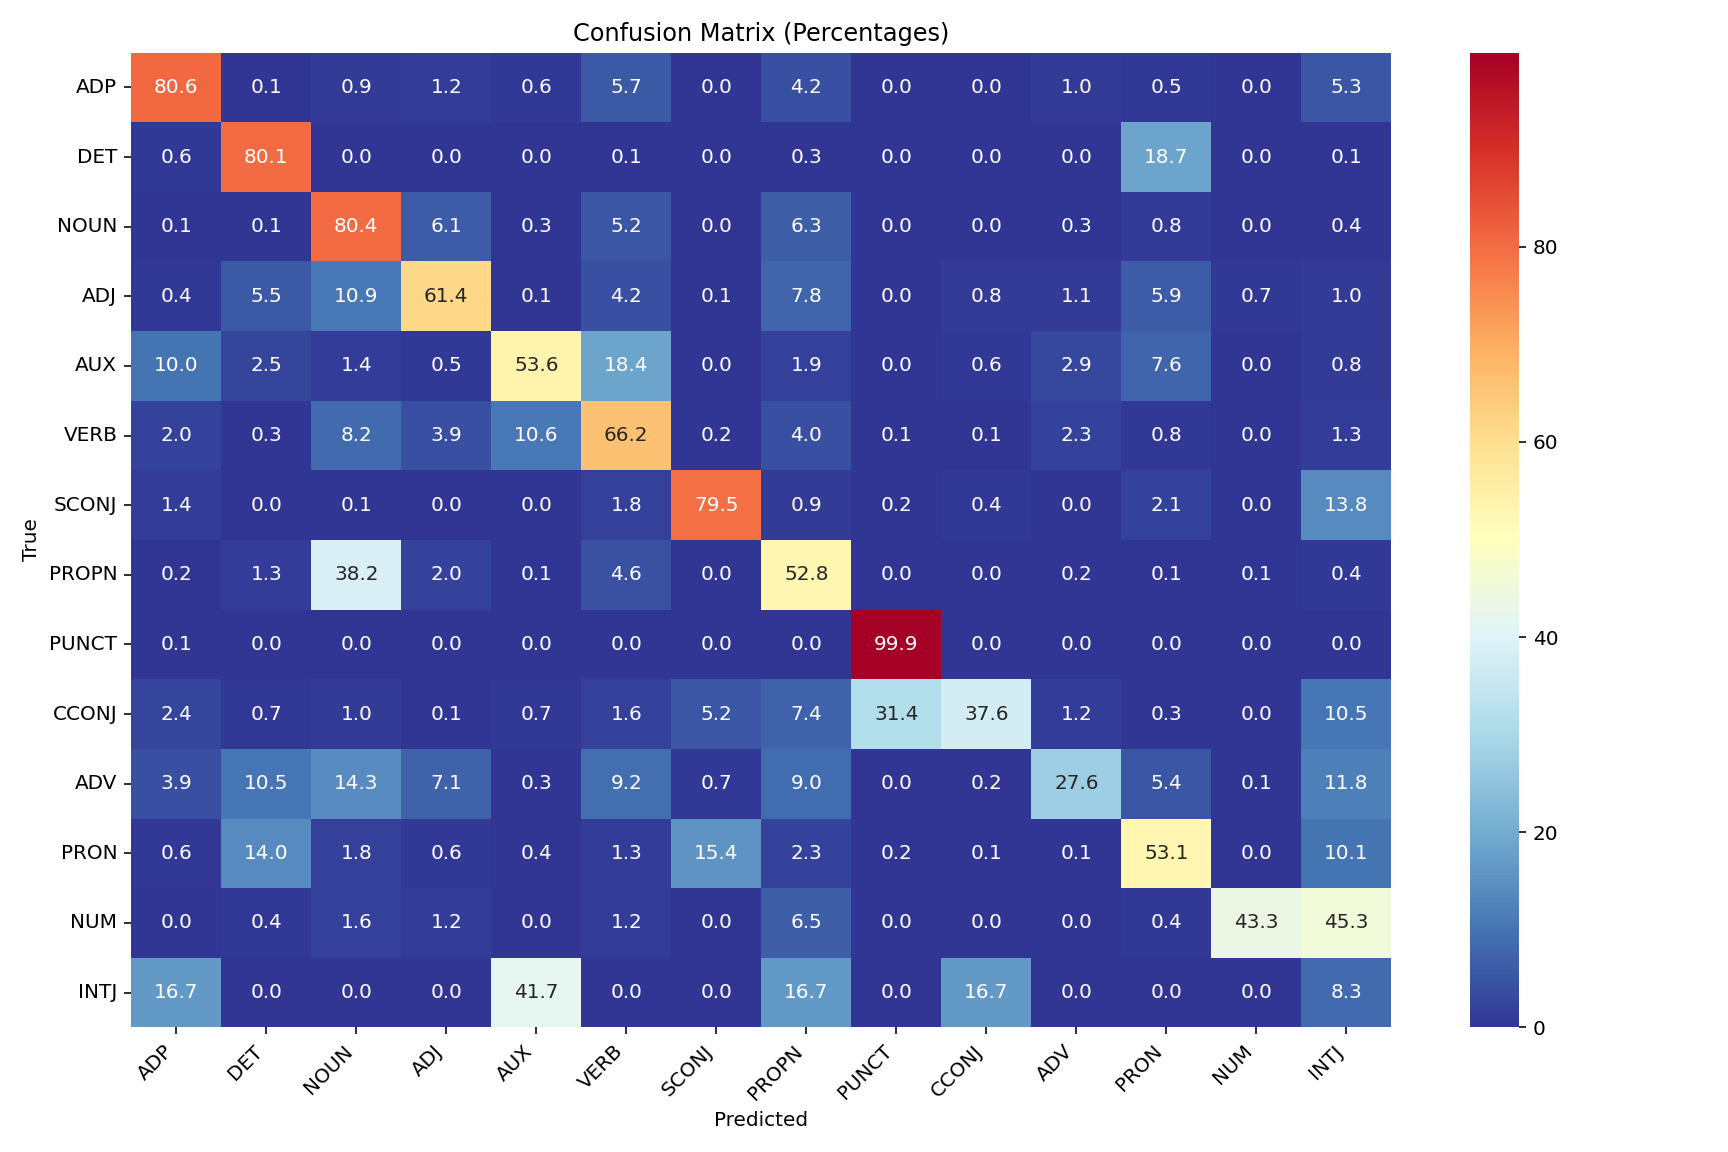 Confusion Matrix (Percentages)
ADP 80.6 0.1 0.9 1.2 0.6 5.7 0.0 4.2 0.0 0.0 1.0 0.5 0.0 5.3
DET 0.6 80.1 0.0 0.0 0.0 0.1 0.0 0.3 0.0 0.0 0.0 18.7 0.0 0.1
NOUN 0.1 0.1 80.4 6.1 0.3 5.2 0.0 6.3 0.0 0.0 0.3 0.8 0.0 0.4
ADJ 0.4 5.5 10.9 61.4 0.1 4.2 0.1 7.8 0.0 0.8 1.1 5.9 0.7 1.0
AUX 10.0 2.5 1.4 0.5 53.6 18.4 0.0 1.9 0.0 0.6 2.9 7.6 0.0 0.8
VERB 2.0 0.3 8.2 3.9 10.6 66.2 0.2 4.0 0.1 0.1 2.3 0.8 0.0 1.3
SCONJ 1.4 0.0 0.1 0.0 0.0 1.8 79.5 0.9 0.2 0.4 0.0 2.1 0.0 13.8
PROPN 0.2 1.3 38.2 2.0 0.1 4.6 0.0 52.8 0.0 0.0 0.2 0.1 0.1 0.4
PUNCT 0.1 0.0 0.0 0.0 0.0 0.0 0.0 0.0 99.9 0.0 0.0 0.0 0.0 0.0
CCONJ 2.4 0.7 1.0 0.1 0.7 1.6 5.2 7.4 31.4 37.6 1.2 0.3 0.0 10.5
ADV 3.9 10.5 14.3 7.1 0.3 9.2 0.7 9.0 0.0 0.2 27.6 5.4 0.1 11.8
PRON 0.6 14.0 1.8 0.6 0.4 1.3 15.4 2.3 0.2 0.1 0.1 53.1 0.0 10.1
NUM 0.0 0.4 1.6 1.2 0.0 1.2 0.0 6.5 0.0 0.0 0.0 0.4 43.3 45.3
INTJ 16.7 0.0 0.0 0.0 41.7 0.0 0.0 16.7 0.0 16.7 0.0 0.0 0.0 8.3
ADP DET NOUN ADJ AUX VERB SCONJ PROPN PUNCT CCONJ ADV PRON NUM INTJ
Predicted
True
80
60
40
20
0